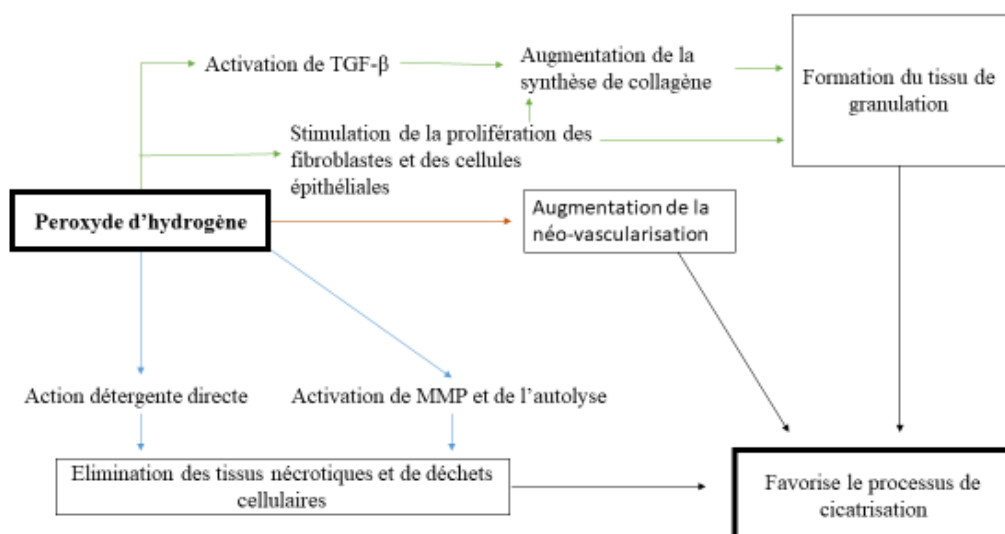 Activation de TGF-β
Augmentation de la
synthèse de collagène
Formation du tissu de
granulation
Stimulation de la prolifération des
fibroblastes et des cellules
épithéliales
Peroxyde d’hydrogène
Augmentation de la
néo-vascularisation
Action détergente directe
Activation de MMP et de l’autolyse
Elimination des tissus nécrotiques et de déchets
cellulaires
Favorise le processus de
cicatrisation